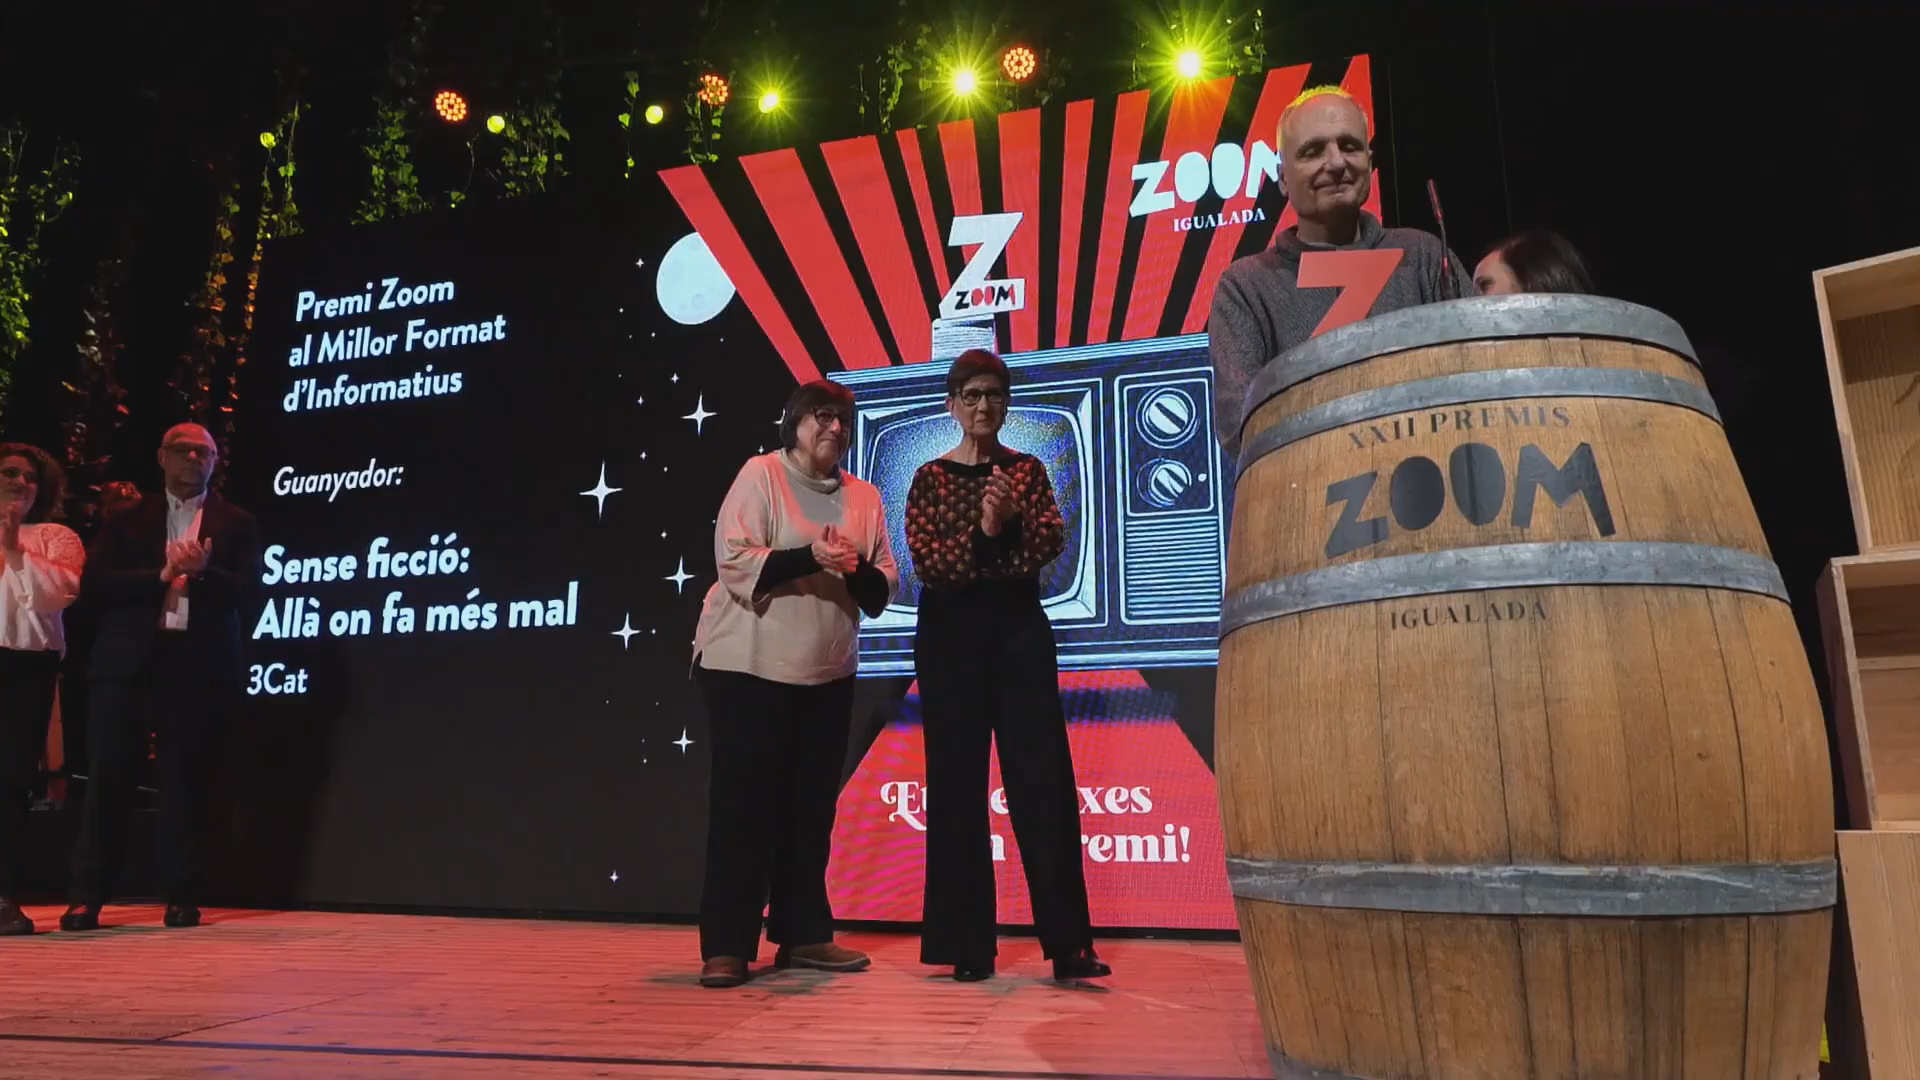 Premi Zoom
al Millor Format
d'Informatius
Guanyador:
Sense ficció:
Allà on fa més mal
3Cat
ZOOM
IGUALADA
Z
ZOOM
Z
XXII PREMIS
ZOOM
IGUALADA
remi!